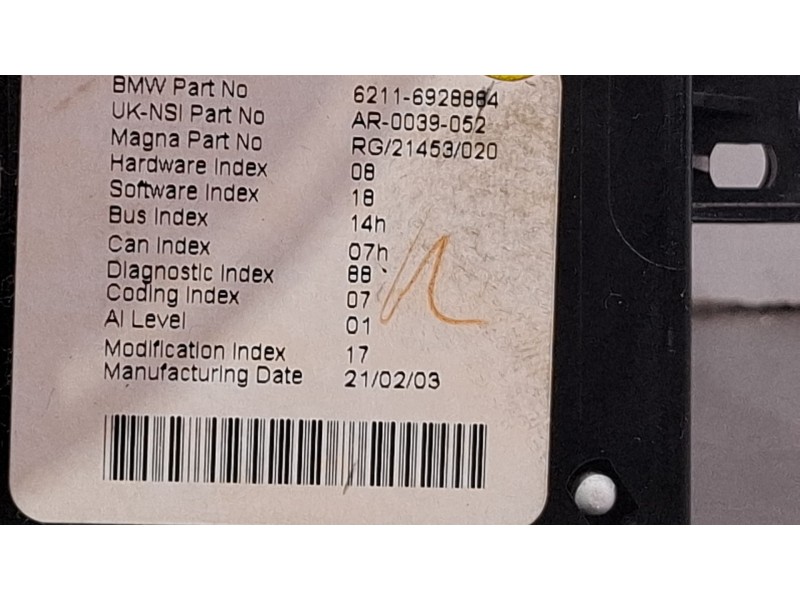 BMW Part No 6211-6928884
UK-NSI Part No AR-0039-052
Magna Part No RG/21453/020
Hardware Index 08
Software Index 18
Bus Index 14h
Can Index 07h
Diagnostic Index 88
Coding Index 07
AI Level 01
Modification Index 17
Manufacturing Date 21/02/03